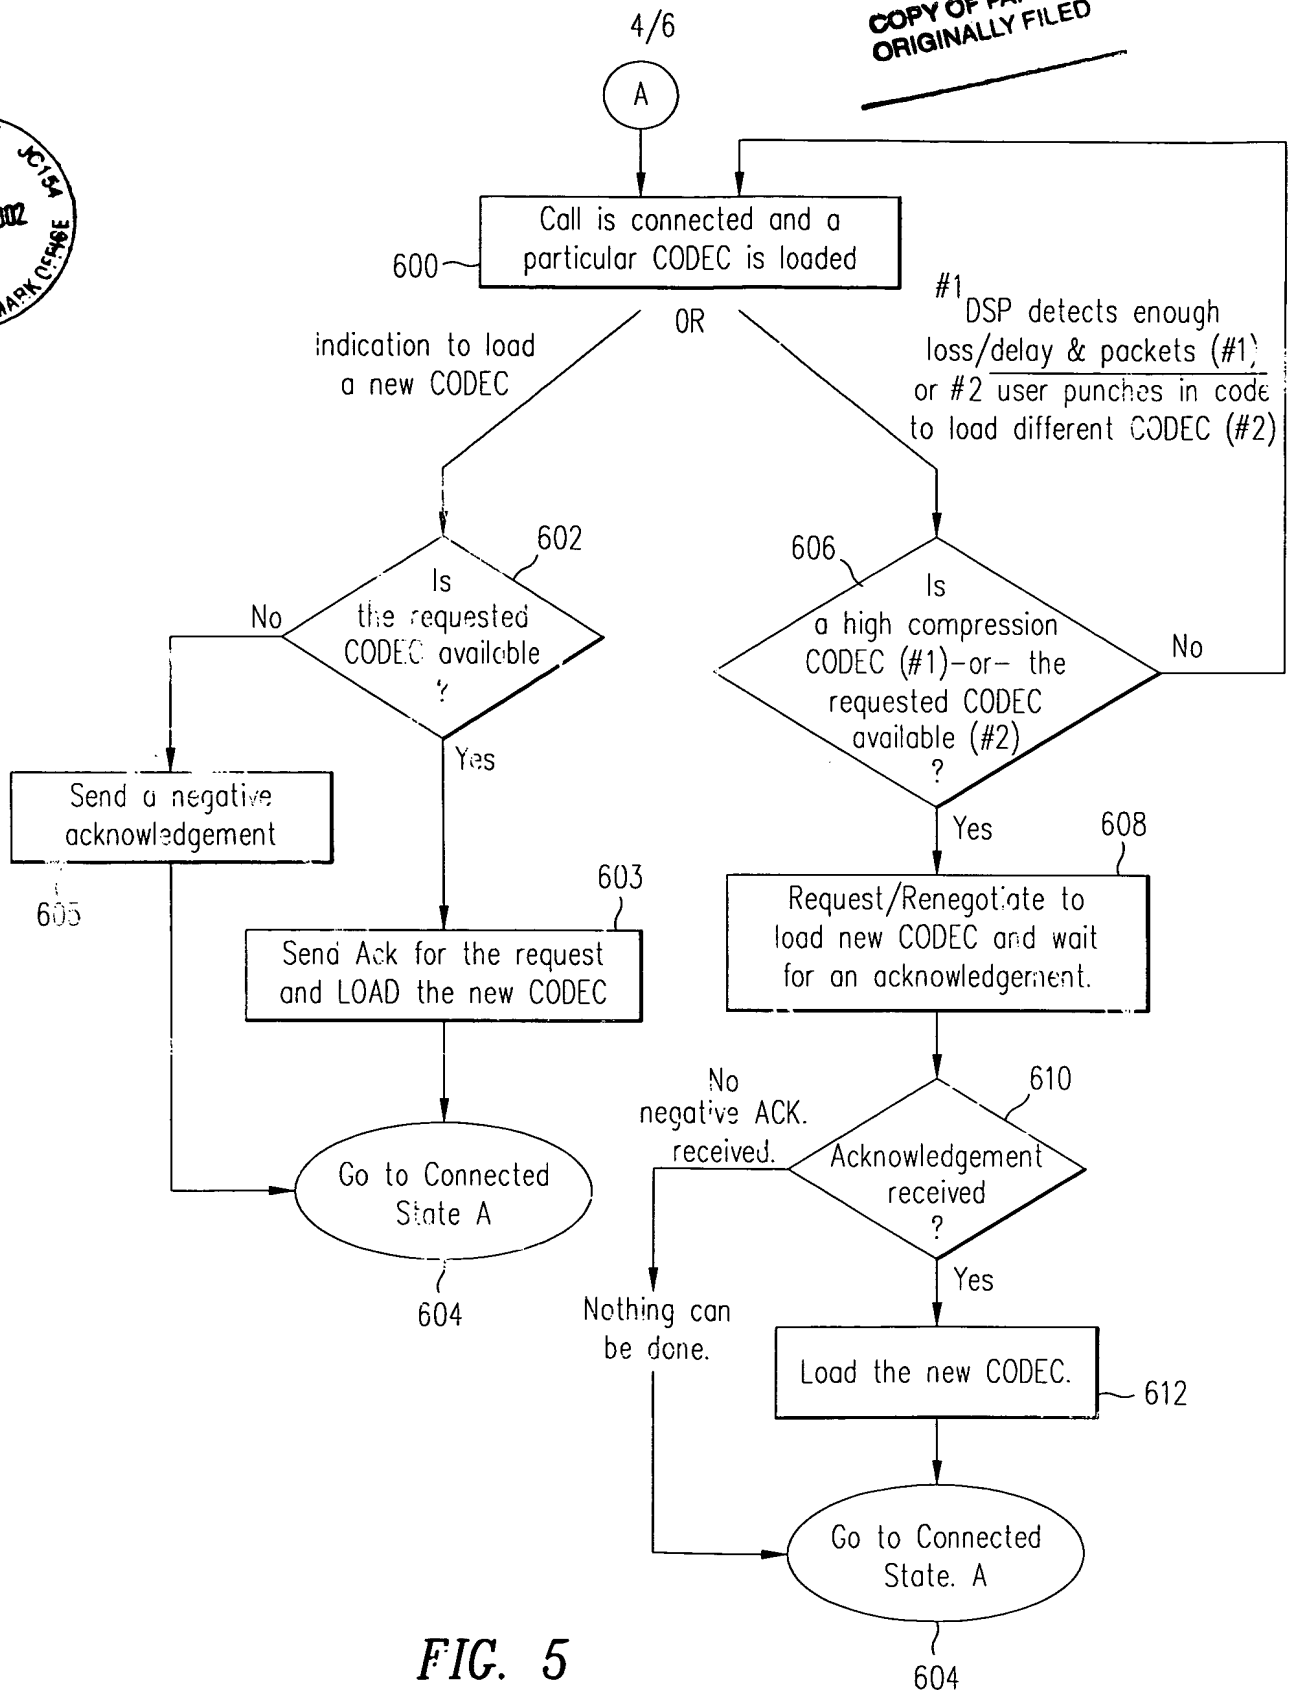 4/6
COPY OF
ORIGINALLY FILED
JC154
MARK OFFICE
A
Call is connected and a
particular CODEC is loaded
600
OR
indication to load
a new CODEC
#1
DSP detects enough
loss/delay & packets (#1)
or #2 user punches in code
to load different CODEC (#2)
602
Is
the requested
CODEC available
?
No
Yes
606
Is
a high compression
CODEC (#1)-or- the
requested CODEC
available (#2)
?
No
Yes
Send a negative
acknowledgement
605
603
Send Ack for the request
and LOAD the new CODEC
608
Request/Renegotiate to
load new CODEC and wait
for an acknowledgement.
Go to Connected
State A
604
No
negative ACK.
received.
610
Acknowledgement
received
?
Yes
Nothing can
be done.
Load the new CODEC.
612
Go to Connected
State. A
604
FIG. 5